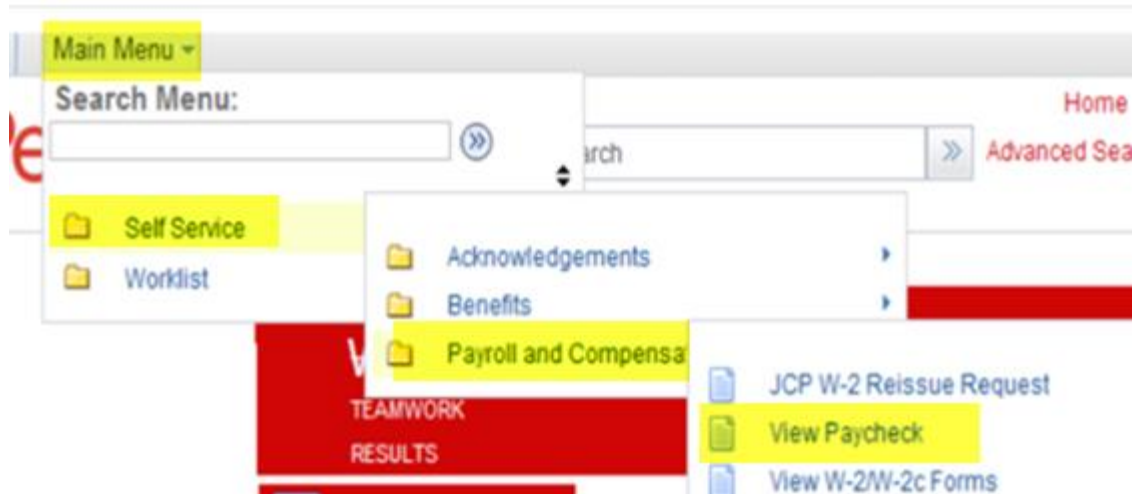 Main Menu
Search Menu:
Home
arch
Advanced Sea
Self Service
Worklist
Acknowledgements
Benefits
Payroll and Compensa
TEAMWORK
RESULTS
JCP W-2 Reissue Request
View Paycheck
View W-2/W-2c Forms